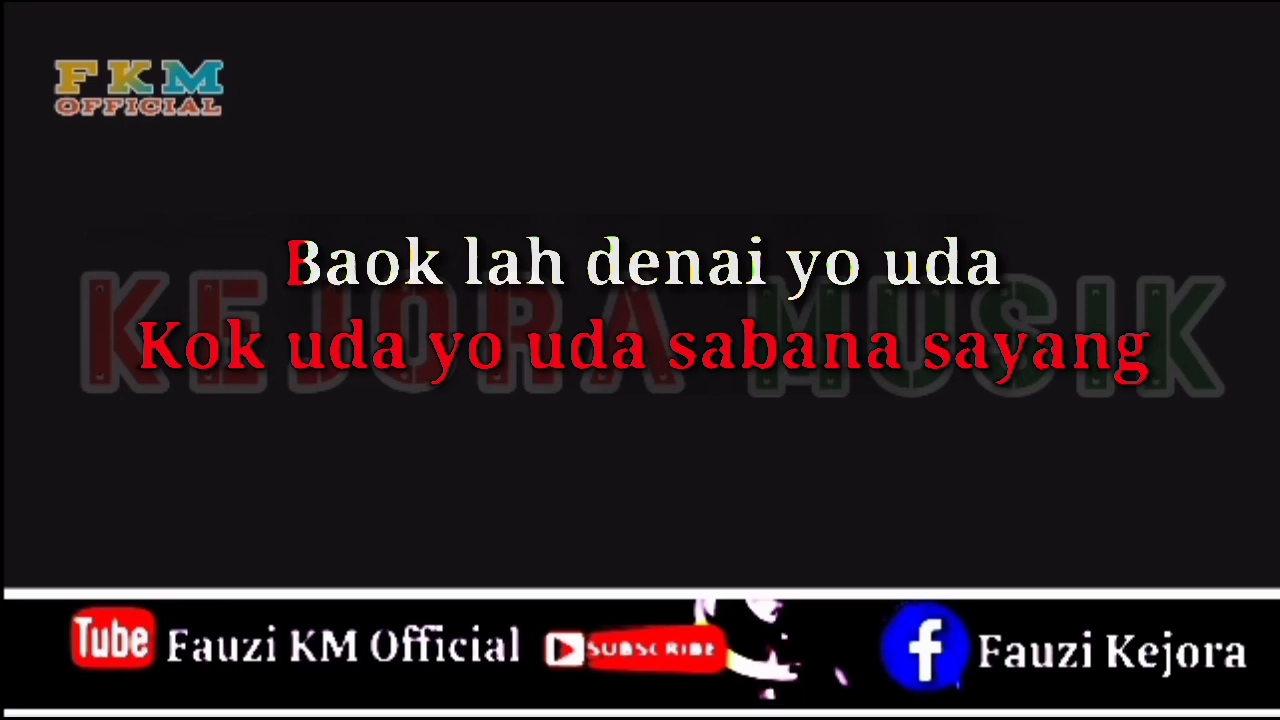 FKM
OFFICIAL
Baok lah denai yo uda
KEJORA MUSIK
Kok uda yo uda sabana sayang
Tube Fauzi KM Official SUBSCRIBE Fauzi Kejora